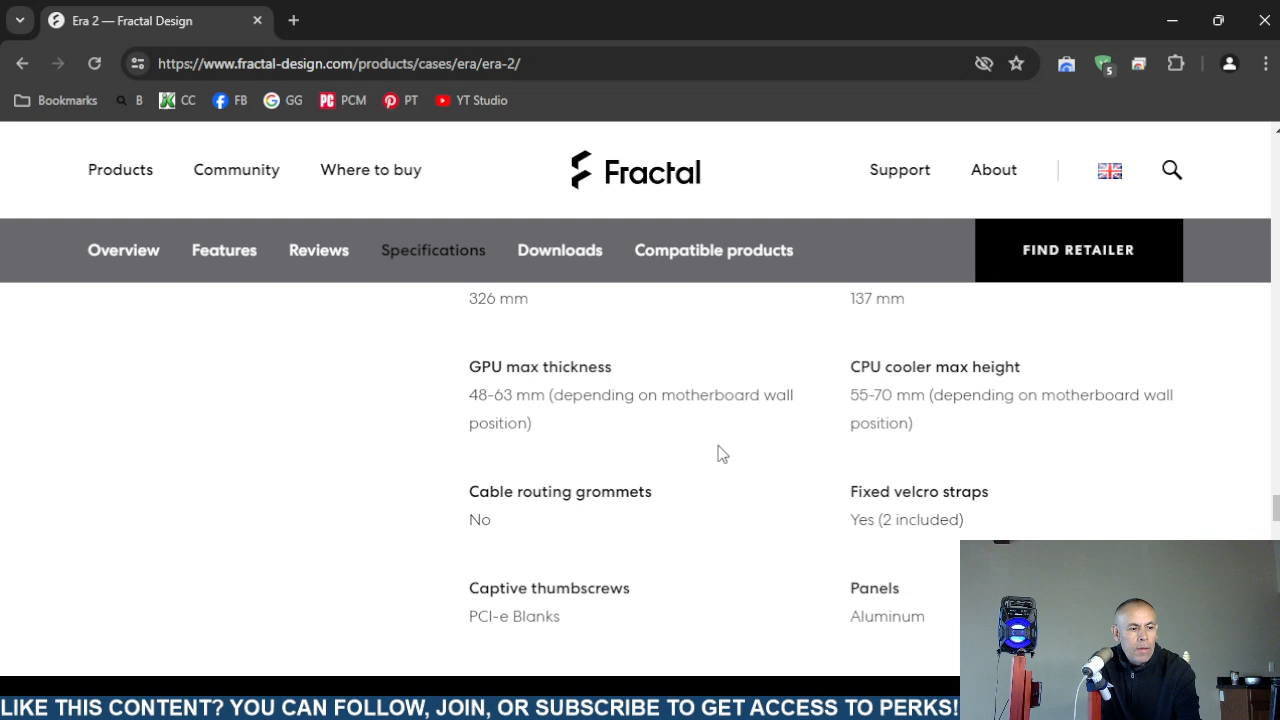 Era 2 — Fractal Design
https://www.fractal-design.com/products/cases/era/era-2/
5
Bookmarks B CC FB GG PCM PT YT Studio
Products Community Where to buy Fractal Support About
Overview Features Reviews Specifications Downloads Compatible products FIND RETAILER
326 mm 137 mm
GPU max thickness CPU cooler max height
48-63 mm (depending on motherboard wall 55-70 mm (depending on motherboard wall
position) position)
Cable routing grommets Fixed velcro straps
No Yes (2 included)
Captive thumbscrews Panels
PCI-e Blanks Aluminum
LIKE THIS CONTENT? YOU CAN FOLLOW, JOIN, OR SUBSCRIBE TO GET ACCESS TO PERKS!